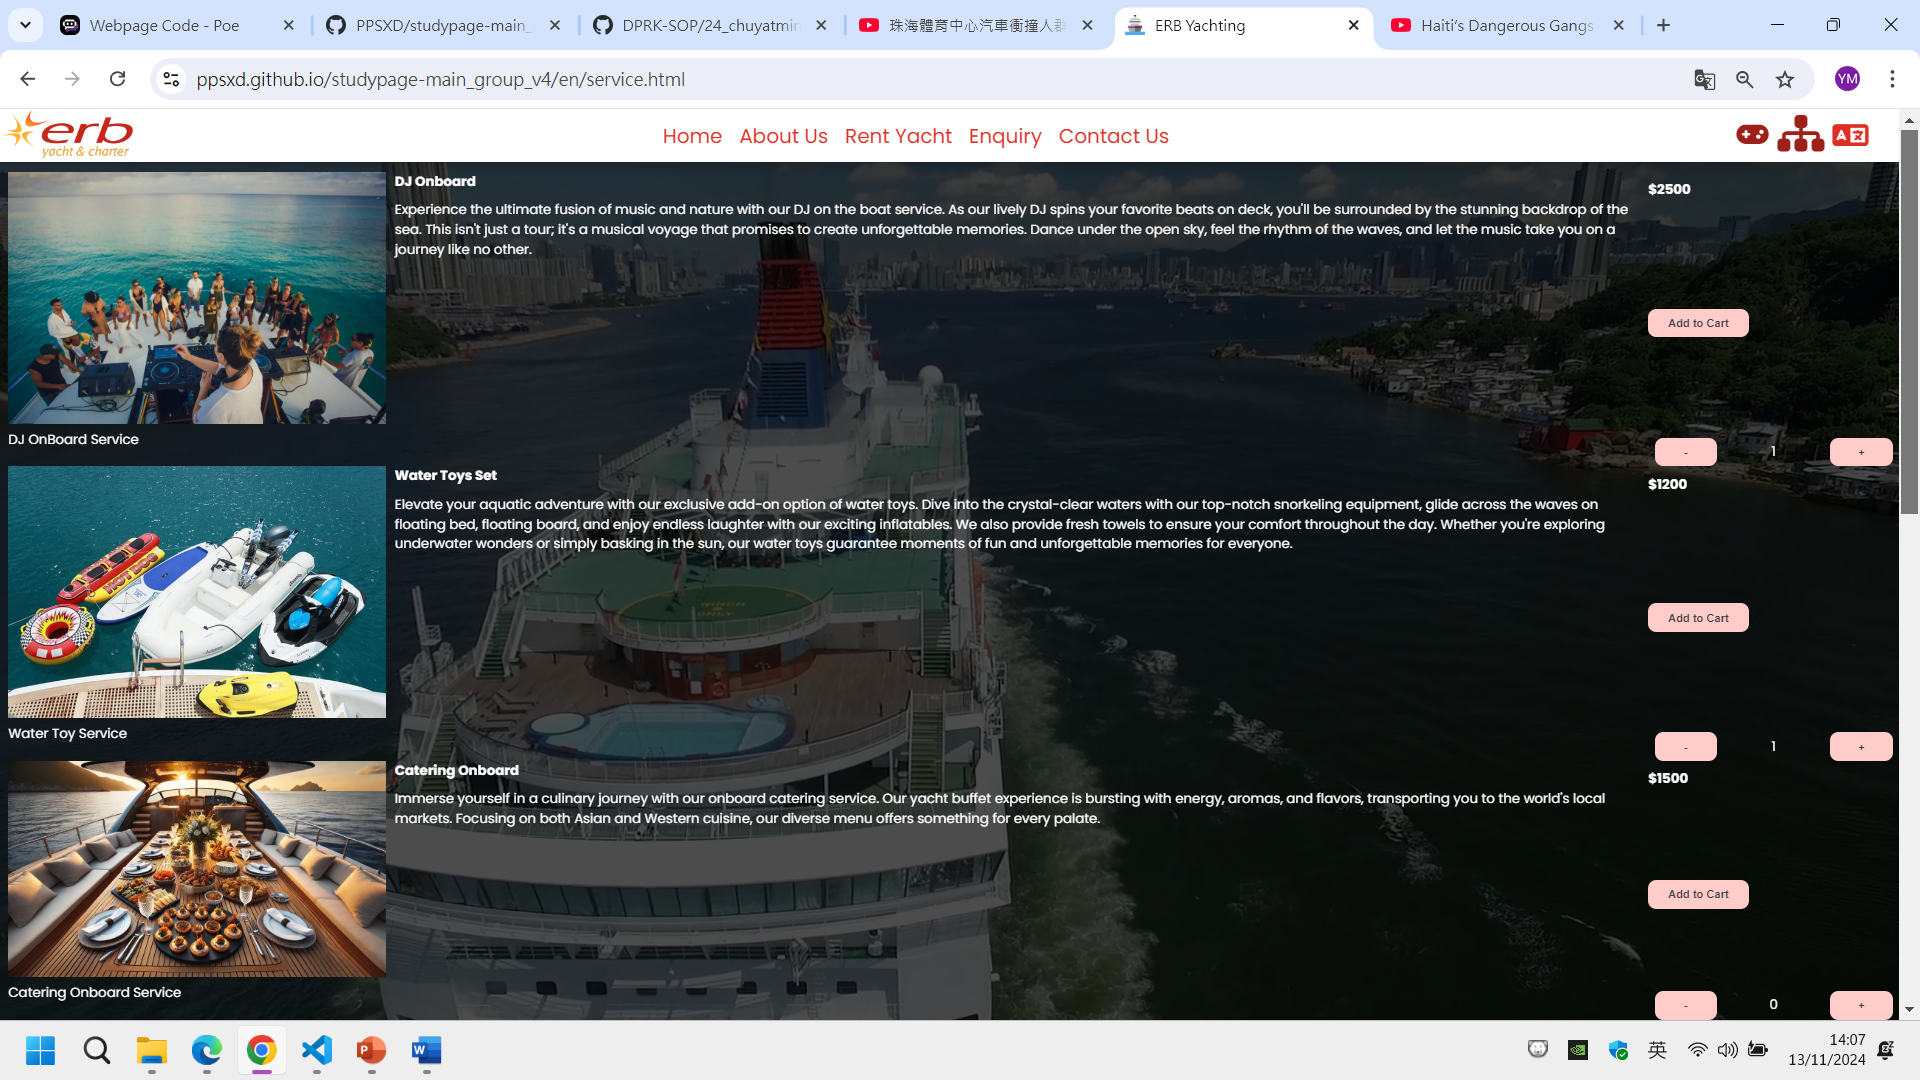 Webpage Code - Poe
PPSXD/studypage-main_
DPRK-SOP/24_chuyatmin
珠海體育中心汽車衝撞人群
ERB Yachting
Haiti's Dangerous Gangs
ppsxd.github.io/studypage-main_group_v4/en/service.html
YM
erb
yacht & charter
Home About Us Rent Yacht Enquiry Contact Us
DJ Onboard
$2500
Experience the ultimate fusion of music and nature with our DJ on the boat service. As our lively DJ spins your favorite beats on deck, you'll be surrounded by the stunning backdrop of the
sea. This isn't just a tour; it's a musical voyage that promises to create unforgettable memories. Dance under the open sky, feel the rhythm of the waves, and let the music take you on a
journey like no other.
Add to Cart
DJ OnBoard Service
- 1 +
Water Toys Set
$1200
Elevate your aquatic adventure with our exclusive add-on option of water toys. Dive into the crystal-clear waters with our top-notch snorkeling equipment, glide across the waves on
floating bed, floating board, and enjoy endless laughter with our exciting inflatables. We also provide fresh towels to ensure your comfort throughout the day. Whether you're exploring
underwater wonders or simply basking in the sun, our water toys guarantee moments of fun and unforgettable memories for everyone.
HOT DOG
Add to Cart
Water Toy Service
- 1 +
Catering Onboard
$1500
Immerse yourself in a culinary journey with our onboard catering service. Our yacht buffet experience is bursting with energy, aromas, and flavors, transporting you to the world's local
markets. Focusing on both Asian and Western cuisine, our diverse menu offers something for every palate.
Add to Cart
Catering Onboard Service
- 0 +
英
14:07
13/11/2024